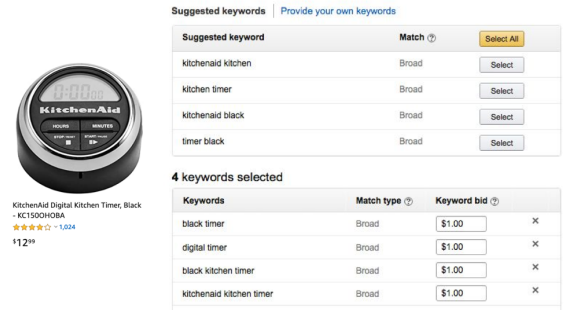 Suggested keywords | Provide your own keywords
Suggested keyword Match ? Select All
kitchenaid kitchen Broad Select
kitchen timer Broad Select
kitchenaid black Broad Select
timer black Broad Select
4 keywords selected
Keywords Match type ? Keyword bid ?
black timer Broad $1.00 ×
digital timer Broad $1.00 ×
black kitchen timer Broad $1.00 ×
kitchenaid kitchen timer Broad $1.00 ×
0:00 00
KitchenAid
HOURS MINUTES
STOP/RESET START/PAUSE
KitchenAid Digital Kitchen Timer, Black
- KC150OHOBA
1,024
$12 99